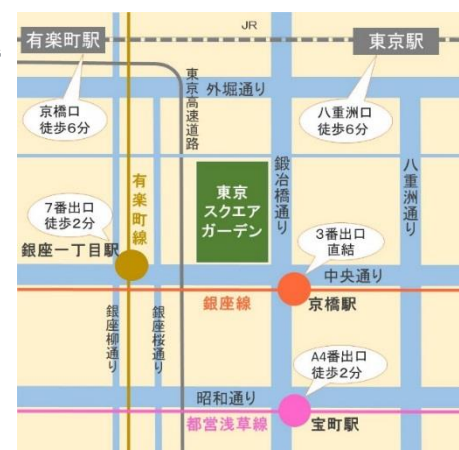 JR
有楽町駅
東京駅
京橋口
徒歩6分
東京高速道路
外堀通り
八重洲口
徒歩6分
有楽町線
東京
スクエア
ガーデン
鍛冶橋通り
八重洲通り
7番出口
徒歩2分
3番出口
直結
銀座一丁目駅
中央通り
銀座線
京橋駅
銀座柳通り
銀座桜通り
A4番出口
徒歩2分
昭和通り
都営浅草線
宝町駅